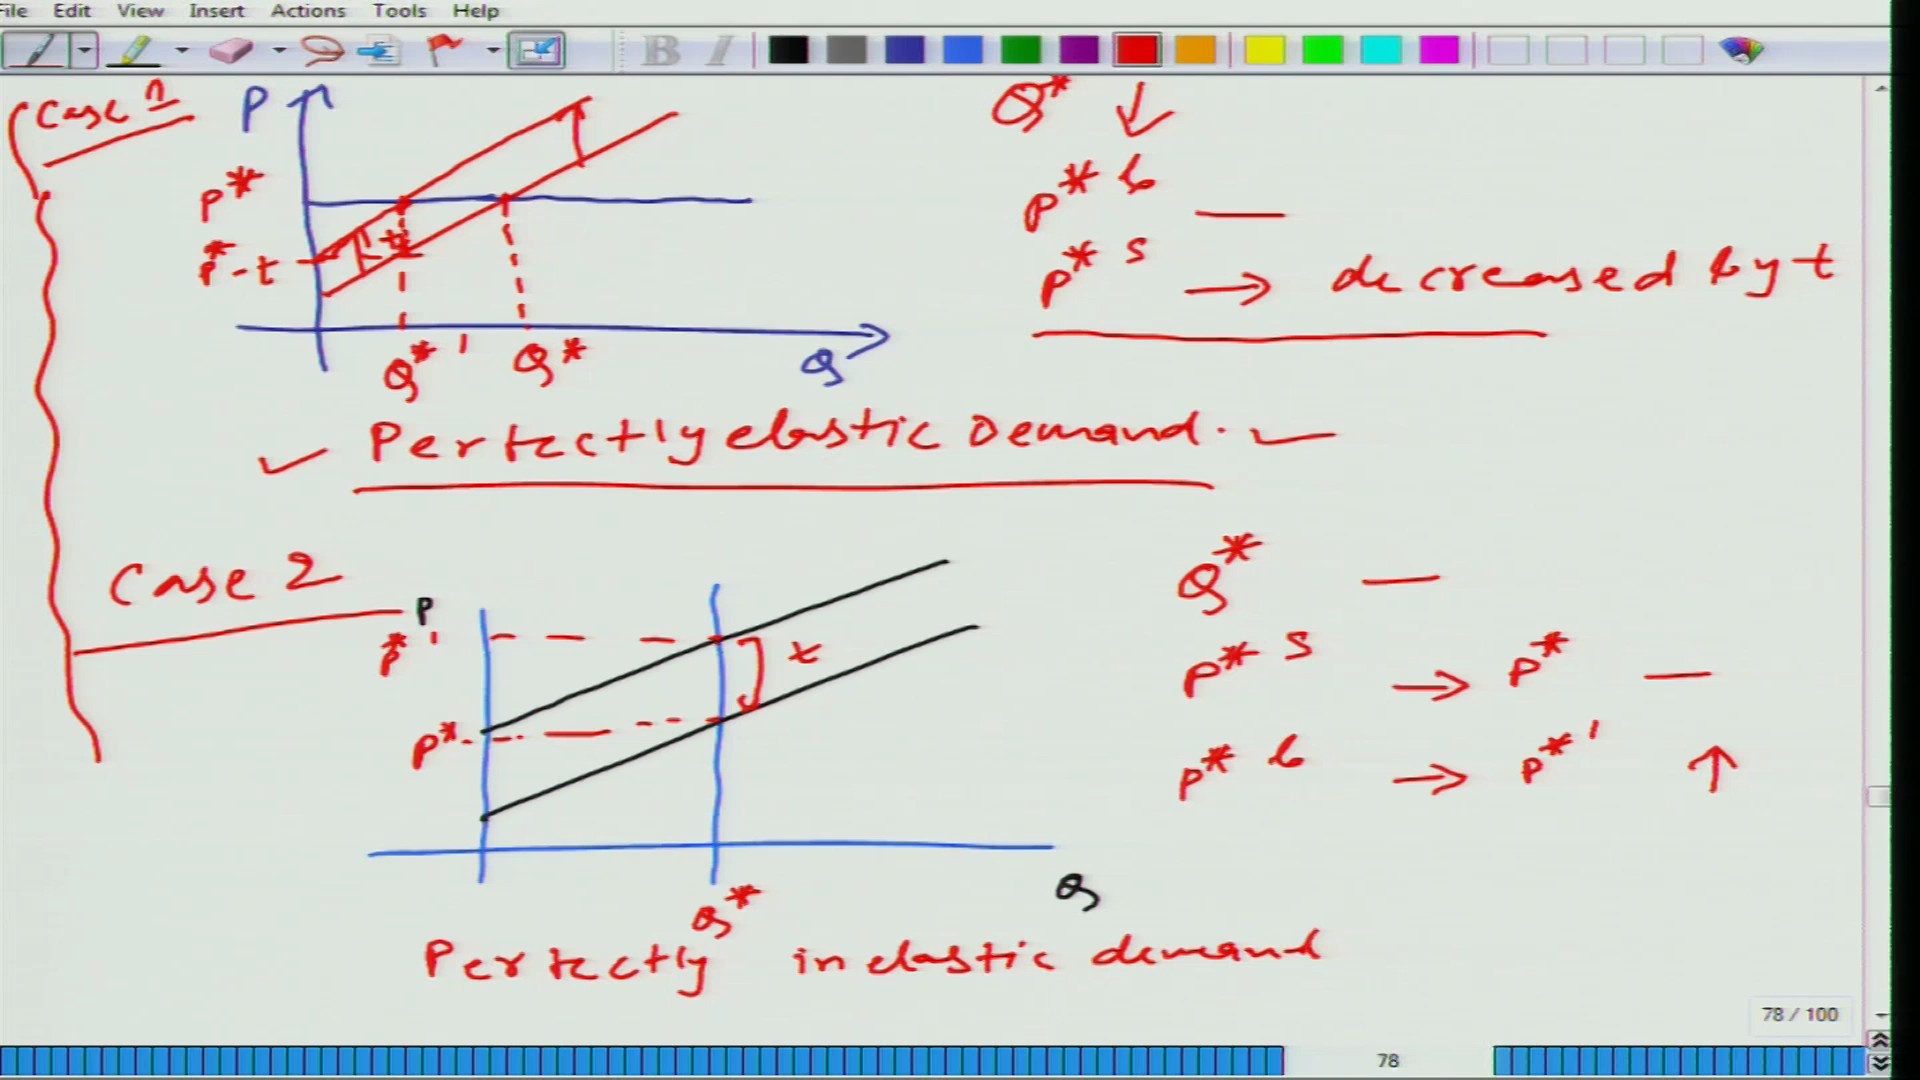 File Edit View Insert Actions Tools Help
B I
Case 1
P
P*
P* - t
t
Q*'
Q*
Q
Q* ↓
P* b —
P* s → decreased by t
✓ Perfectly elastic Demand. ✓
Case 2
P
P*'
P*
t
Q*
Q
Q* —
P* s → P* —
P* b → P*' ↑
Perfectly inelastic demand
78 / 100
78